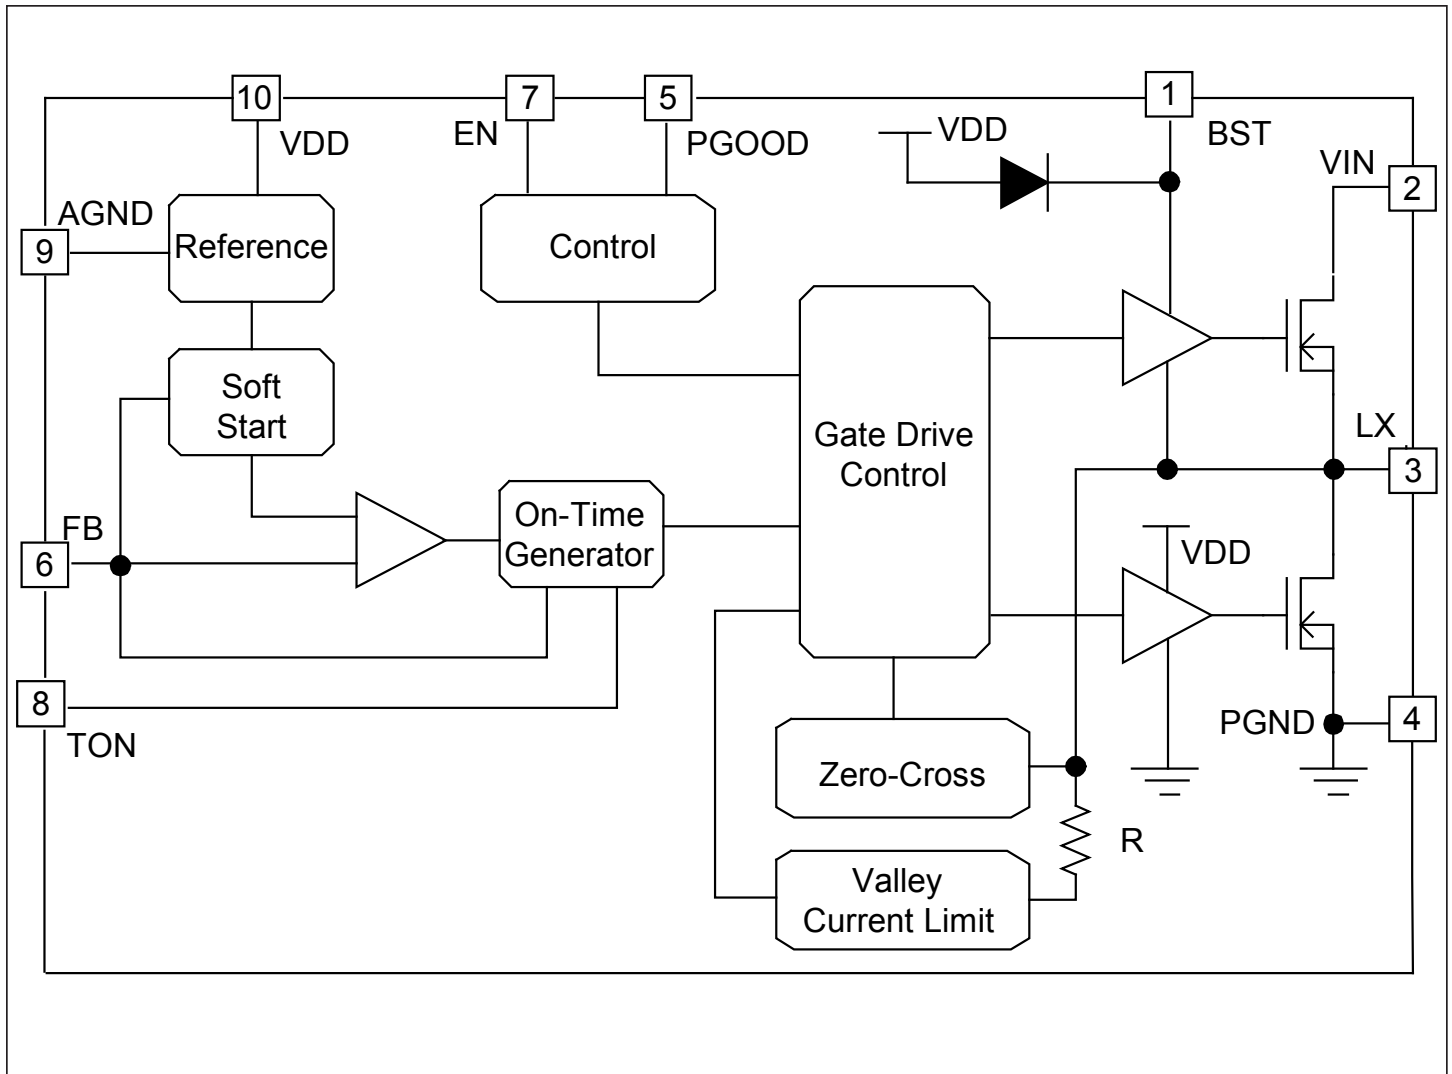 10
7
5
1
VDD
EN
PGOOD
VDD
BST
VIN
2
AGND
9
Reference
Control
Soft
Start
Gate Drive
Control
LX
3
FB
6
On-Time
Generator
VDD
8
TON
PGND
4
Zero-Cross
R
Valley
Current Limit